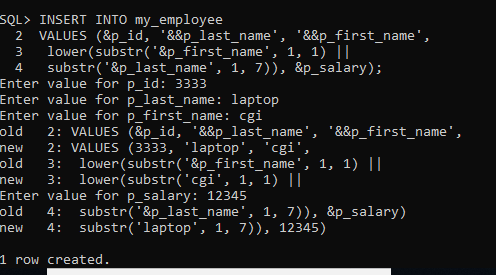 SQL> INSERT INTO my_employee
  2  VALUES (&p_id, '&&p_last_name', '&&p_first_name',
  3   lower(substr('&p_first_name', 1, 1) ||
  4   substr('&p_last_name', 1, 7)), &p_salary);
Enter value for p_id: 3333
Enter value for p_last_name: laptop
Enter value for p_first_name: cgi
old   2: VALUES (&p_id, '&&p_last_name', '&&p_first_name',
new   2: VALUES (3333, 'laptop', 'cgi',
old   3:  lower(substr('&p_first_name', 1, 1) ||
new   3:  lower(substr('cgi', 1, 1) ||
Enter value for p_salary: 12345
old   4:  substr('&p_last_name', 1, 7)), &p_salary)
new   4:  substr('laptop', 1, 7)), 12345)
1 row created.